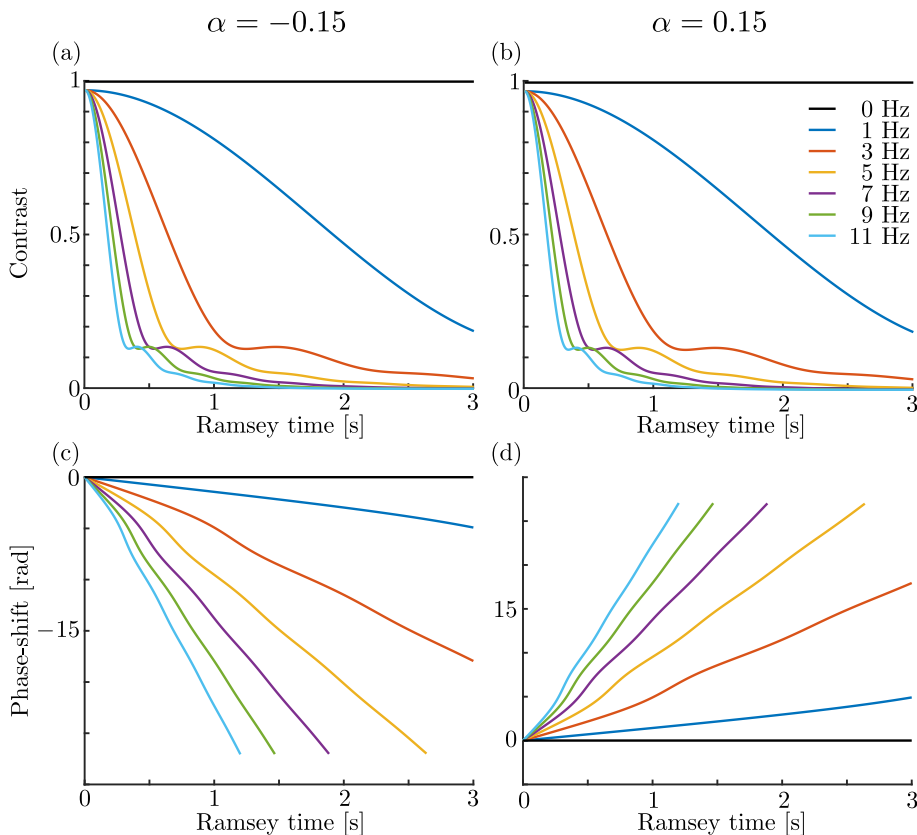 α = −0.15
α = 0.15
(a)
(b)
1
0.5
0
Contrast
0
1
2
3
Ramsey time [s]
1
0.5
0
0 Hz
1 Hz
3 Hz
5 Hz
7 Hz
9 Hz
11 Hz
0
1
2
3
Ramsey time [s]
(c)
(d)
0
−15
Phase-shift [rad]
0
1
2
3
Ramsey time [s]
15
0
0
1
2
3
Ramsey time [s]